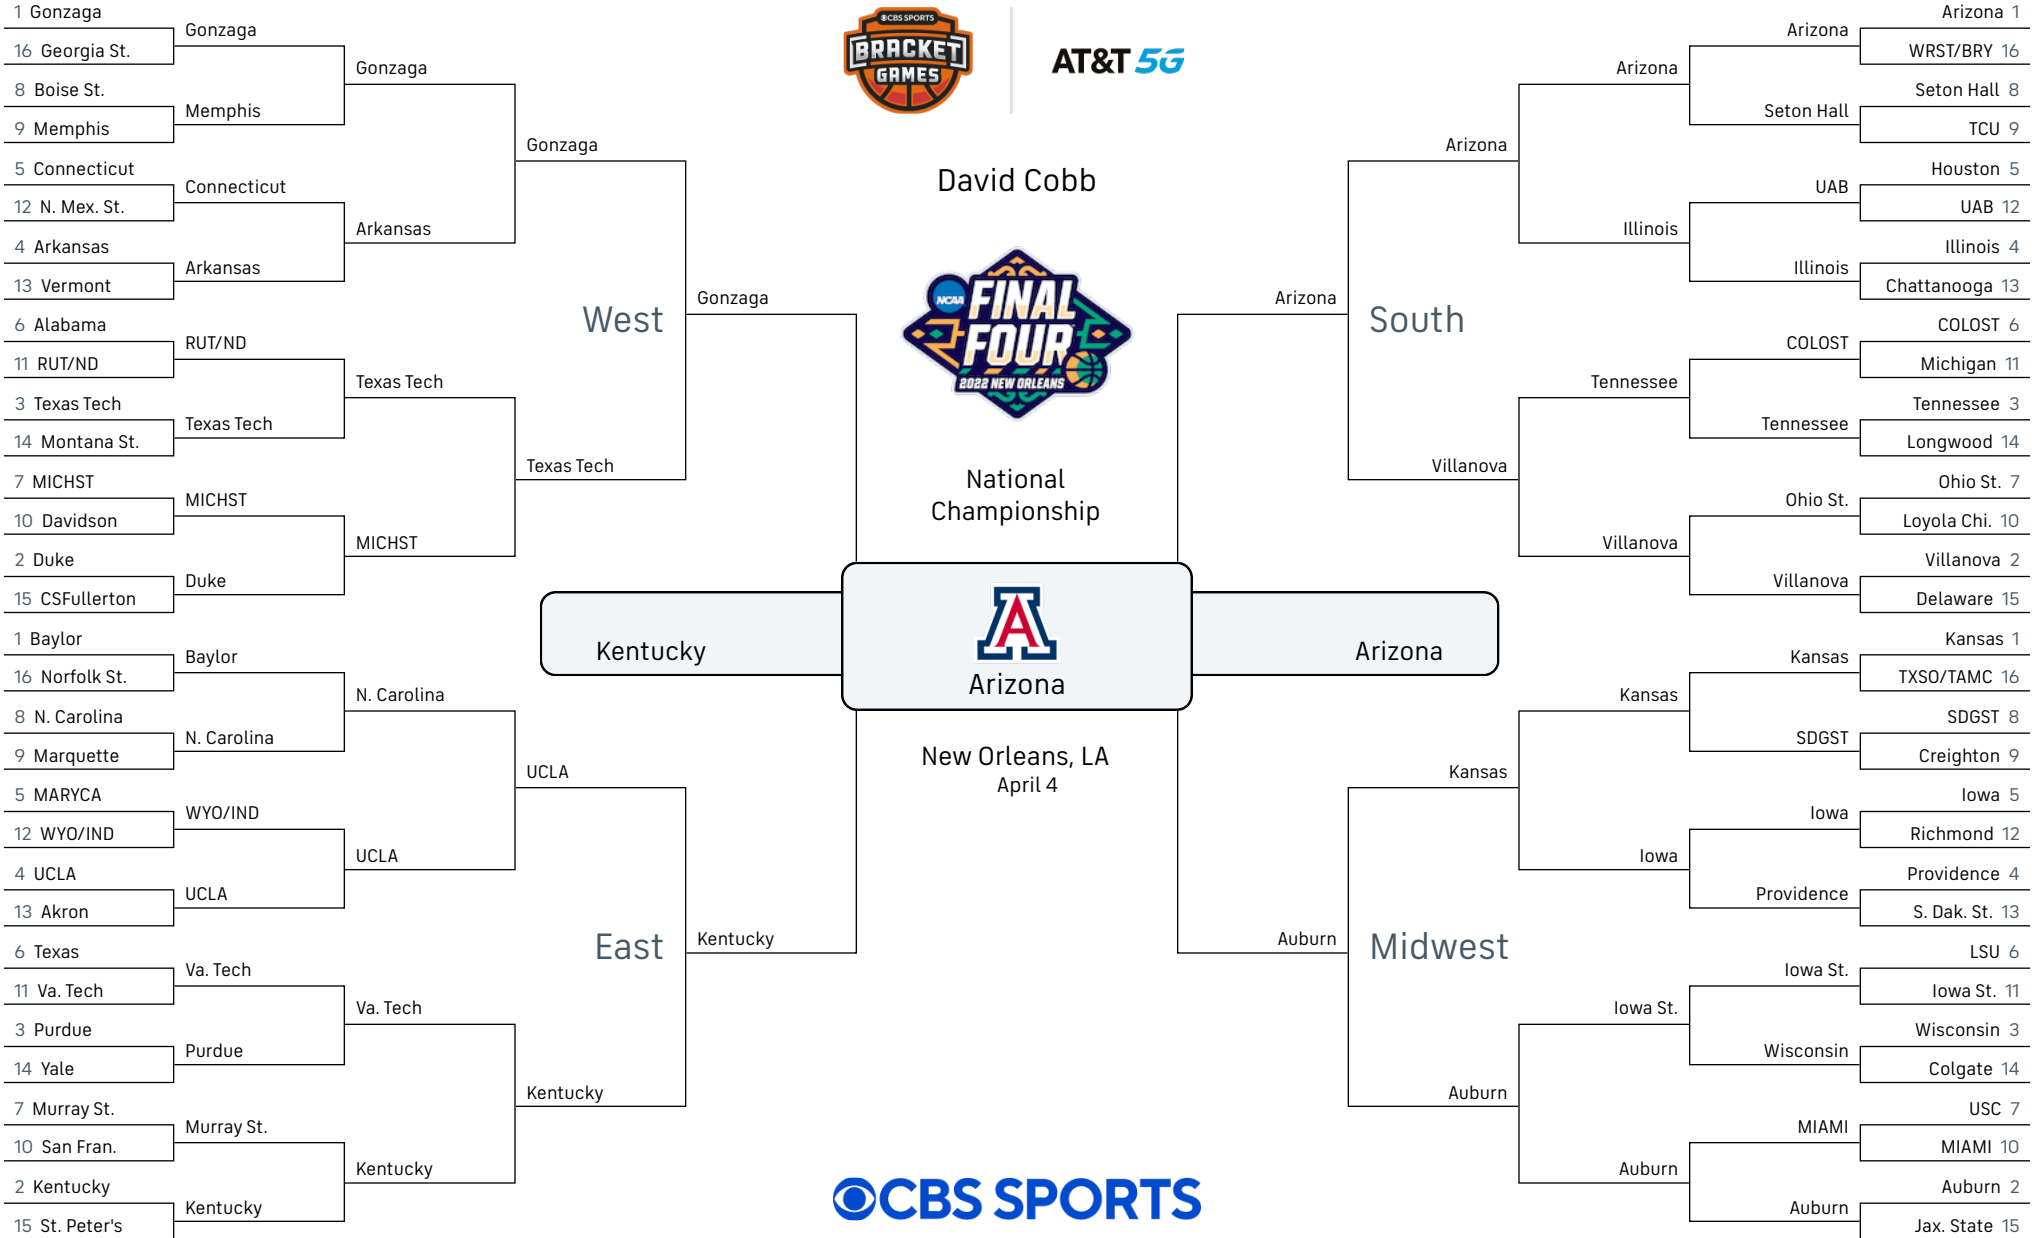 1 Gonzaga
16 Georgia St.
8 Boise St.
9 Memphis
5 Connecticut
12 N. Mex. St.
4 Arkansas
13 Vermont
6 Alabama
11 RUT/ND
3 Texas Tech
14 Montana St.
7 MICHST
10 Davidson
2 Duke
15 CSFullerton
1 Baylor
16 Norfolk St.
8 N. Carolina
9 Marquette
5 MARYCA
12 WYO/IND
4 UCLA
13 Akron
6 Texas
11 Va. Tech
3 Purdue
14 Yale
7 Murray St.
10 San Fran.
2 Kentucky
15 St. Peter's
Gonzaga
Memphis
Connecticut
Arkansas
RUT/ND
Texas Tech
MICHST
Duke
Baylor
N. Carolina
WYO/IND
UCLA
Va. Tech
Purdue
Murray St.
Kentucky
Gonzaga
Arkansas
Texas Tech
MICHST
N. Carolina
UCLA
Va. Tech
Kentucky
Gonzaga
Texas Tech
UCLA
Kentucky
West
East
Gonzaga
Kentucky
CBS SPORTS
BRACKET
GAMES
AT&T 5G
David Cobb
NCAA
FINAL
FOUR
2022 NEW ORLEANS
National
Championship
Kentucky
A
Arizona
Arizona
New Orleans, LA
April 4
CBS SPORTS
Arizona
Auburn
South
Midwest
Arizona
Villanova
Kansas
Auburn
Arizona
Illinois
Tennessee
Villanova
Kansas
Iowa
Iowa St.
Auburn
Arizona
Seton Hall
UAB
Illinois
COLOST
Tennessee
Ohio St.
Villanova
Kansas
SDGST
Iowa
Providence
Iowa St.
Wisconsin
MIAMI
Auburn
Arizona 1
WRST/BRY 16
Seton Hall 8
TCU 9
Houston 5
UAB 12
Illinois 4
Chattanooga 13
COLOST 6
Michigan 11
Tennessee 3
Longwood 14
Ohio St. 7
Loyola Chi. 10
Villanova 2
Delaware 15
Kansas 1
TXSO/TAMC 16
SDGST 8
Creighton 9
Iowa 5
Richmond 12
Providence 4
S. Dak. St. 13
LSU 6
Iowa St. 11
Wisconsin 3
Colgate 14
USC 7
MIAMI 10
Auburn 2
Jax. State 15